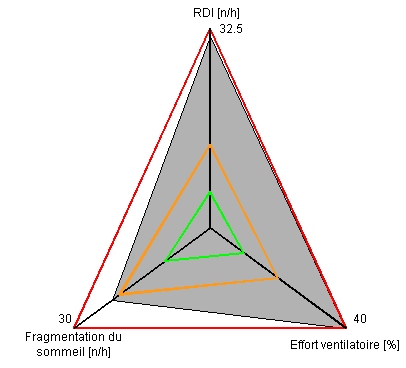 RDI [n/h]
32.5
30
40
Fragmentation du
sommeil [n/h]
Effort ventilatoire [%]